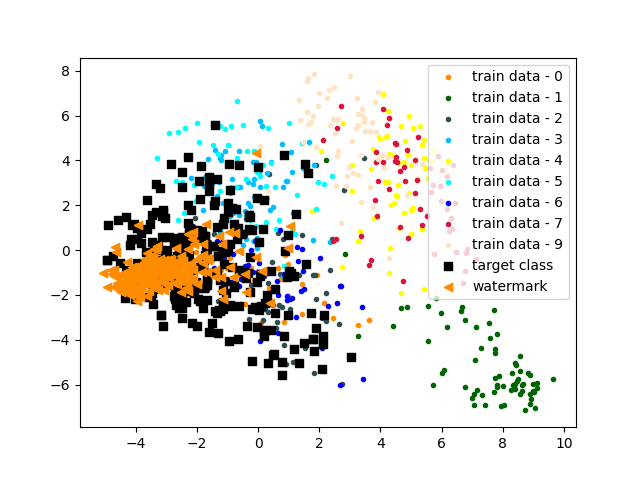 8
6
4
2
0
−2
−4
−6
−4
−2
0
2
4
6
8
10
train data - 0
train data - 1
train data - 2
train data - 3
train data - 4
train data - 5
train data - 6
train data - 7
train data - 9
target class
watermark